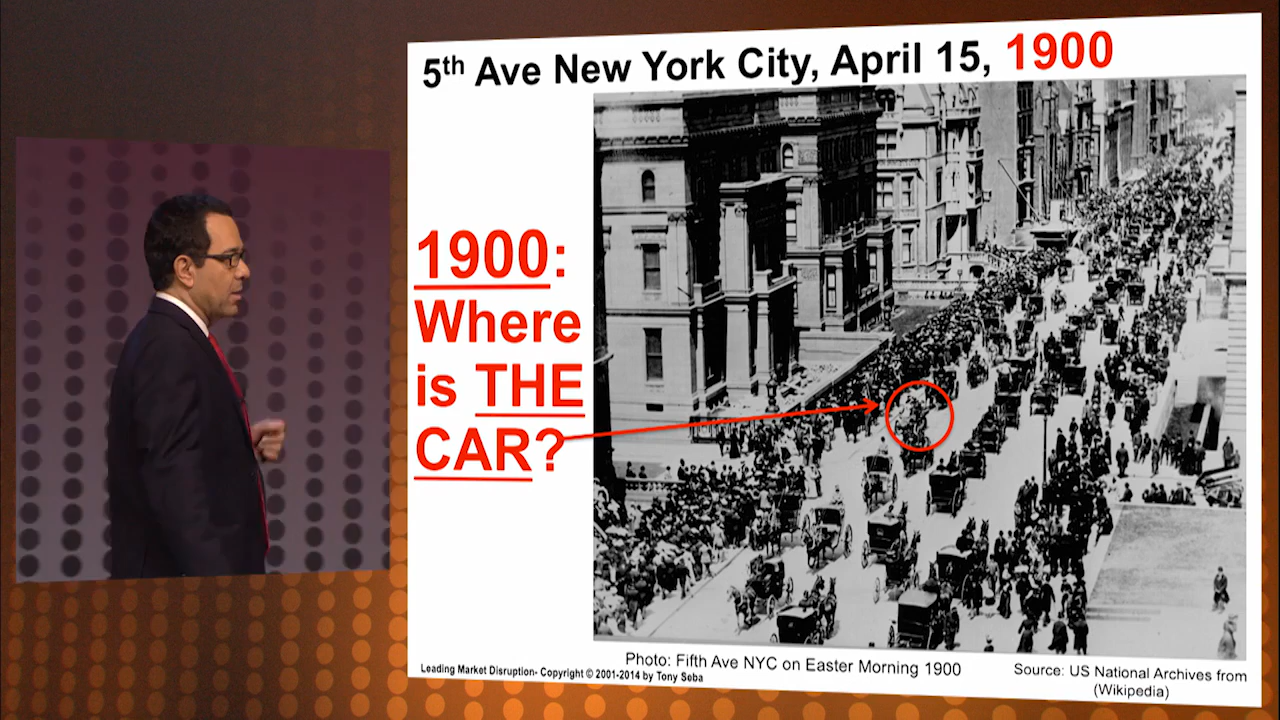 5th Ave New York City, April 15, 1900
1900:
Where
is THE
CAR?
Photo: Fifth Ave NYC on Easter Morning 1900
Source: US National Archives from
(Wikipedia)
Leading Market Disruption- Copyright © 2001-2014 by Tony Seba